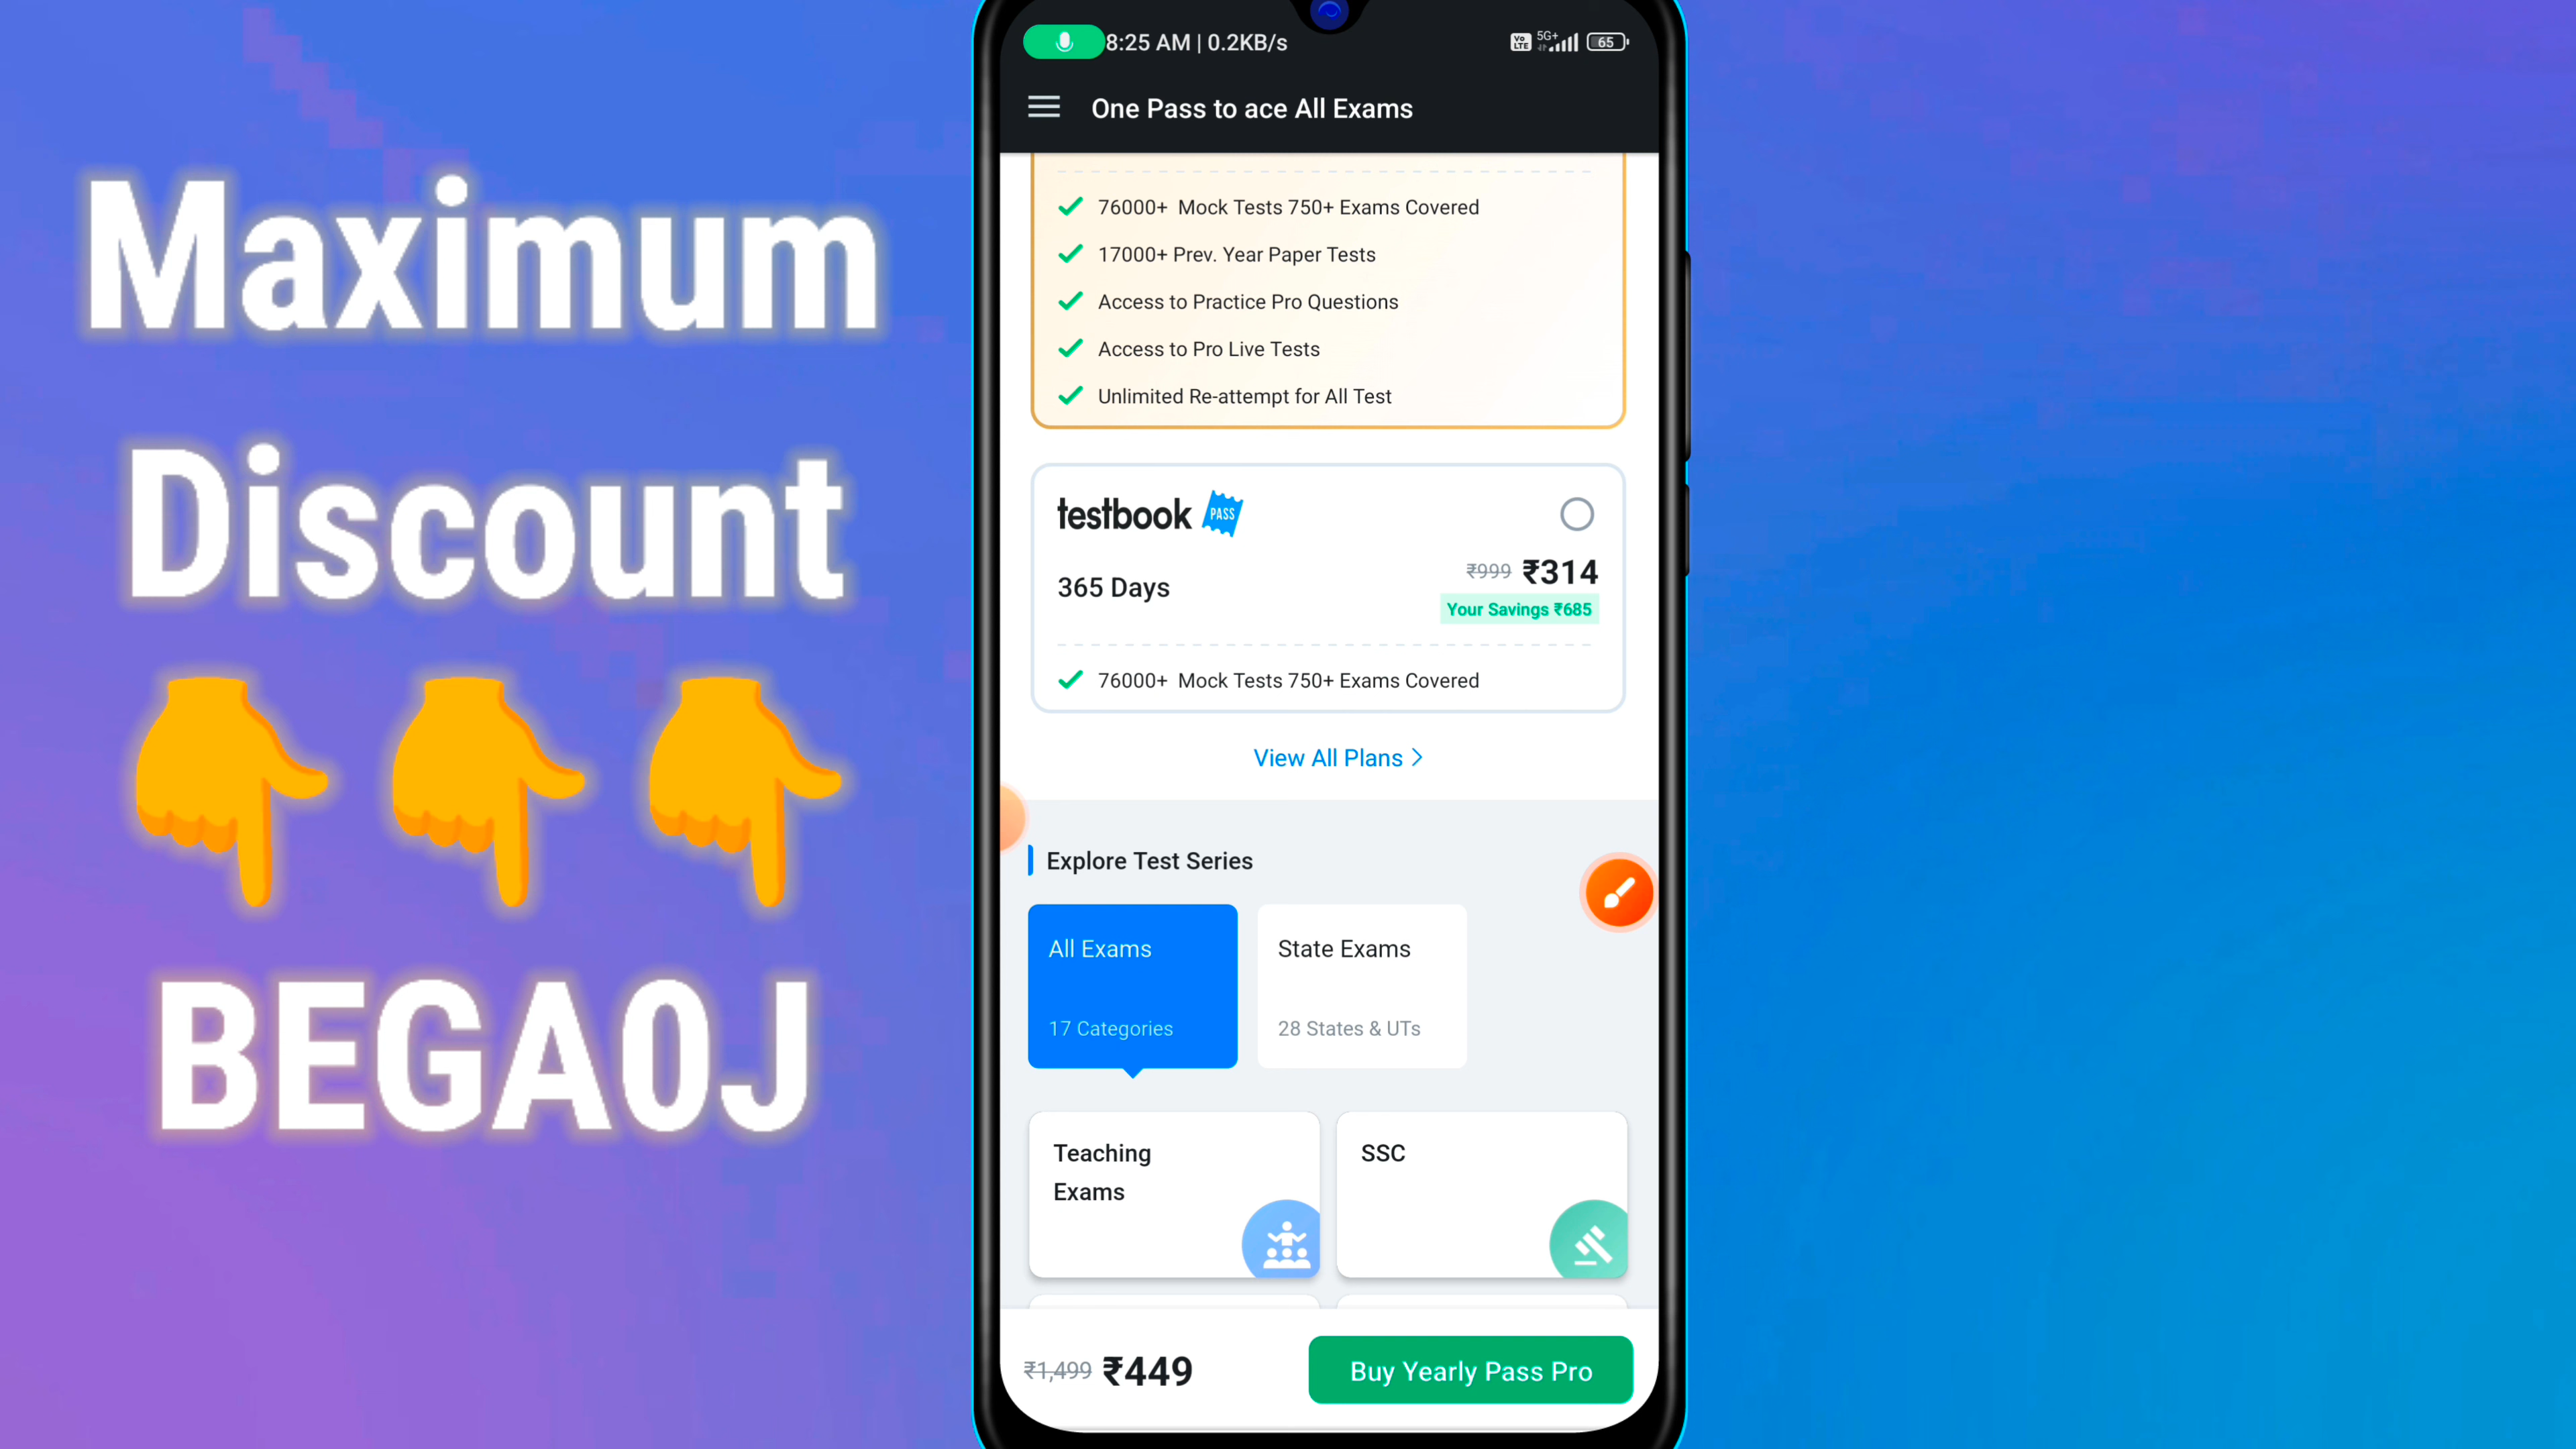 Maximum
Discount
👇👇👇
BEGA0J
8:25 AM | 0.2KB/s
Vo LTE 5G+ 65
One Pass to ace All Exams
76000+ Mock Tests 750+ Exams Covered
17000+ Prev. Year Paper Tests
Access to Practice Pro Questions
Access to Pro Live Tests
Unlimited Re-attempt for All Test
testbook PASS
365 Days
₹999 ₹314
Your Savings ₹685
76000+ Mock Tests 750+ Exams Covered
View All Plans >
Explore Test Series
All Exams
17 Categories
State Exams
28 States & UTs
Teaching
Exams
SSC
₹1,499 ₹449
Buy Yearly Pass Pro